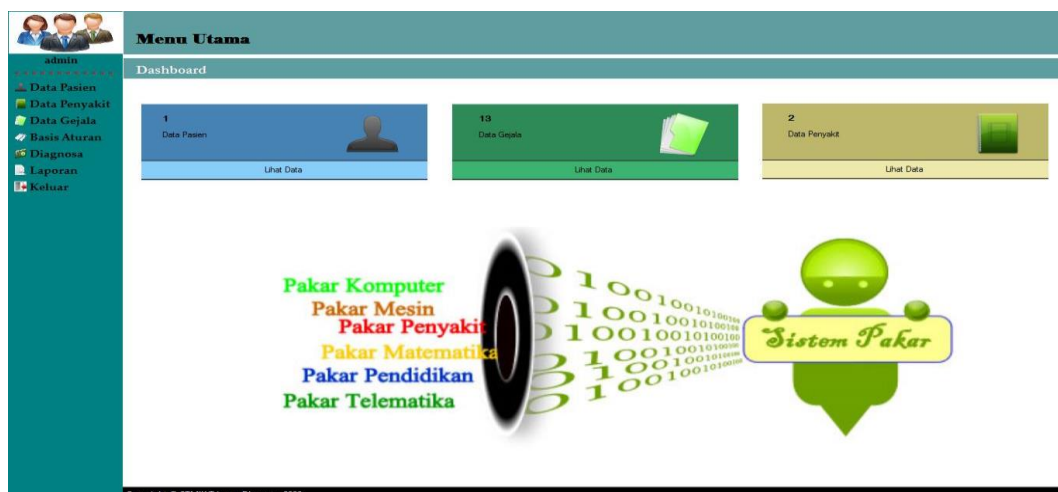 Menu Utama
admin
Dashboard
Data Pasien
Data Penyakit
Data Gejala
Basis Aturan
Diagnosa
Laporan
Keluar
1
Data Pasien
Lihat Data
13
Data Gejala
Lihat Data
2
Data Penyakit
Lihat Data
Pakar Komputer
Pakar Mesin
Pakar Penyakit
Pakar Matematika
Pakar Pendidikan
Pakar Telematika
Sistem Pakar